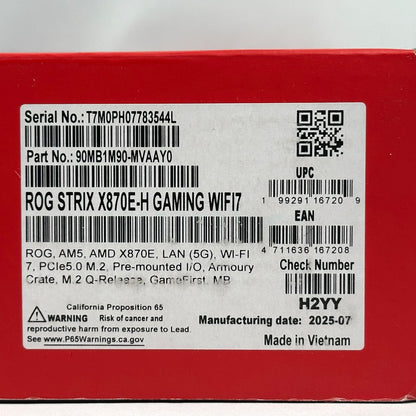 Serial No.: T7M0PH07783544L
Part No.: 90MB1M90-MVAAY0
ROG STRIX X870E-H GAMING WIFI7
ROG, AM5, AMD X870E, LAN (5G), WI-FI
7, PCIe5.0 M.2, Pre-mounted I/O, Armoury
Crate, M.2 Q-Release, GameFirst, MB
UPC
1 99291 16720 9
EAN
4 711636 167208
Check Number
H2YY
California Proposition 65
WARNING Risk of cancer and
reproductive harm from exposure to Lead.
See www.P65Warnings.ca.gov
Manufacturing date: 2025-07
Made in Vietnam